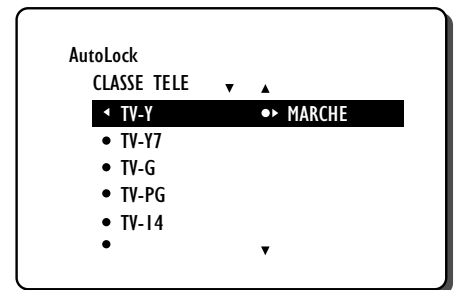 AutoLock
CLASSE TELE ▼ ▲
◂ TV-Y ●▸ MARCHE
● TV-Y7
● TV-G
● TV-PG
● TV-14
● ▼